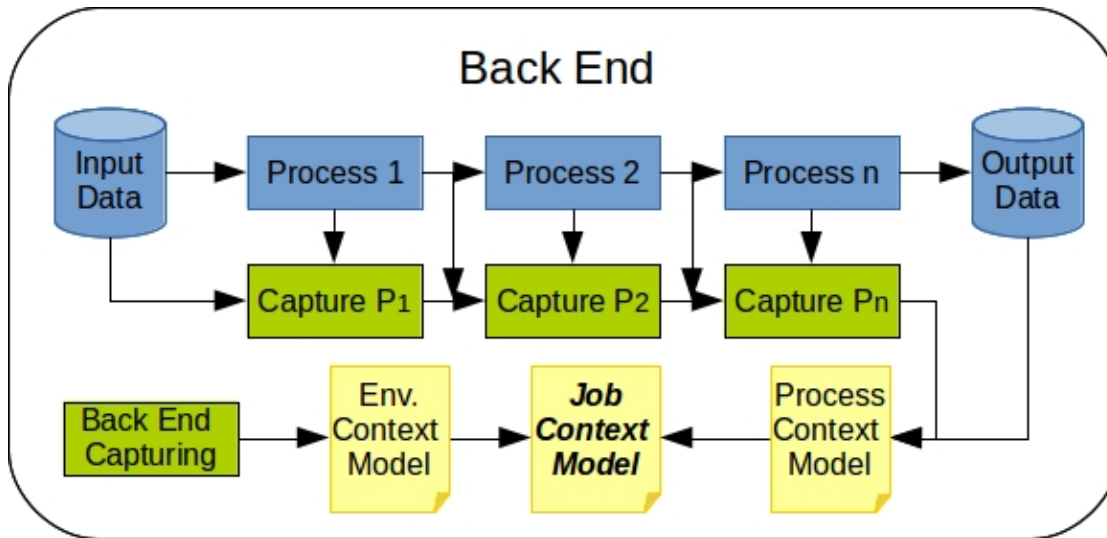 Back End
Input
Data
Process 1
Process 2
Process n
Output
Data
Capture P1
Capture P2
Capture Pn
Back End
Capturing
Env.
Context
Model
Job
Context
Model
Process
Context
Model